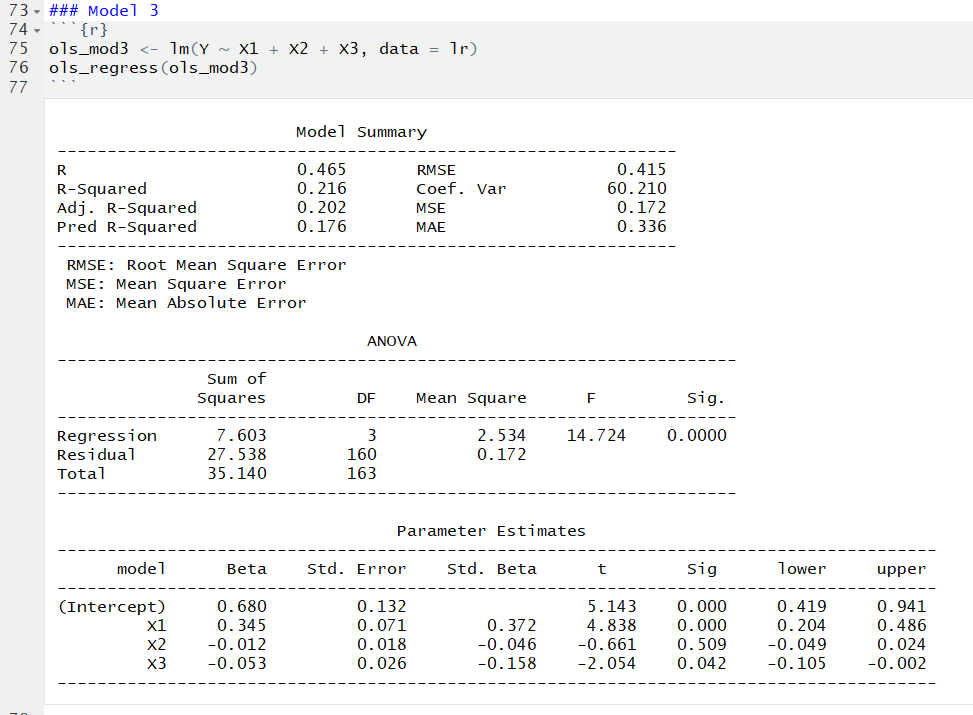 73 ### Model 3
74 ```{r}
75 ols_mod3 <- lm(Y ~ X1 + X2 + X3, data = lr)
76 ols_regress(ols_mod3)
77 ```
Model Summary
-----------------------------------------------------------------
R 0.465 RMSE 0.415
R-Squared 0.216 Coef. Var 60.210
Adj. R-Squared 0.202 MSE 0.172
Pred R-Squared 0.176 MAE 0.336
-----------------------------------------------------------------
RMSE: Root Mean Square Error
MSE: Mean Square Error
MAE: Mean Absolute Error
ANOVA
-----------------------------------------------------------------------
Sum of
Squares DF Mean Square F Sig.
-----------------------------------------------------------------------
Regression 7.603 3 2.534 14.724 0.0000
Residual 27.538 160 0.172
Total 35.140 163
-----------------------------------------------------------------------
Parameter Estimates
-------------------------------------------------------------------------------------------
model Beta Std. Error Std. Beta t Sig lower upper
-------------------------------------------------------------------------------------------
(Intercept) 0.680 0.132 5.143 0.000 0.419 0.941
X1 0.345 0.071 0.372 4.838 0.000 0.204 0.486
X2 -0.012 0.018 -0.046 -0.661 0.509 -0.049 0.024
X3 -0.053 0.026 -0.158 -2.054 0.042 -0.105 -0.002
-------------------------------------------------------------------------------------------